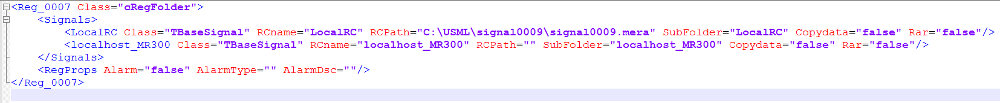 <Reg_0007 Class="cRegFolder">
<Signals>
<LocalRC Class="TBaseSignal" RCname="LocalRC" RCPath="C:\USML\signal0009\signal0009.mera" SubFolder="LocalRC" Copydata="false" Rar="false"/>
<localhost_MR300 Class="TBaseSignal" RCname="localhost_MR300" RCPath="" SubFolder="localhost_MR300" Copydata="false" Rar="false"/>
</Signals>
<RegProps Alarm="false" AlarmType="" AlarmDsc=""/>
</Reg_0007>